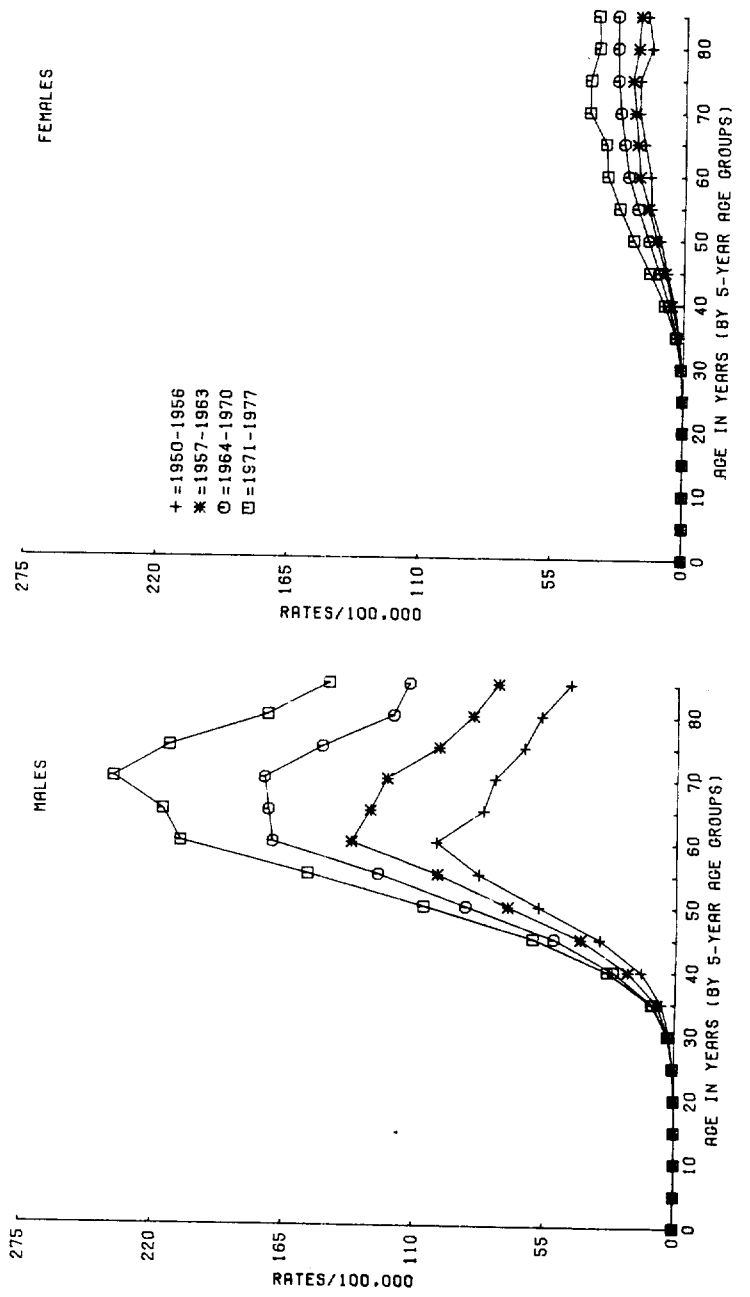 MALES
275
220
165
110
55
0
RATES/100,000
0 10 20 30 40 50 60 70 80
AGE IN YEARS (BY 5-YEAR AGE GROUPS)
FEMALES
+ =1950-1956
* =1957-1963
○ =1964-1970
□ =1971-1977
275
220
165
110
55
0
RATES/100,000
0 10 20 30 40 50 60 70 80
AGE IN YEARS (BY 5-YEAR AGE GROUPS)